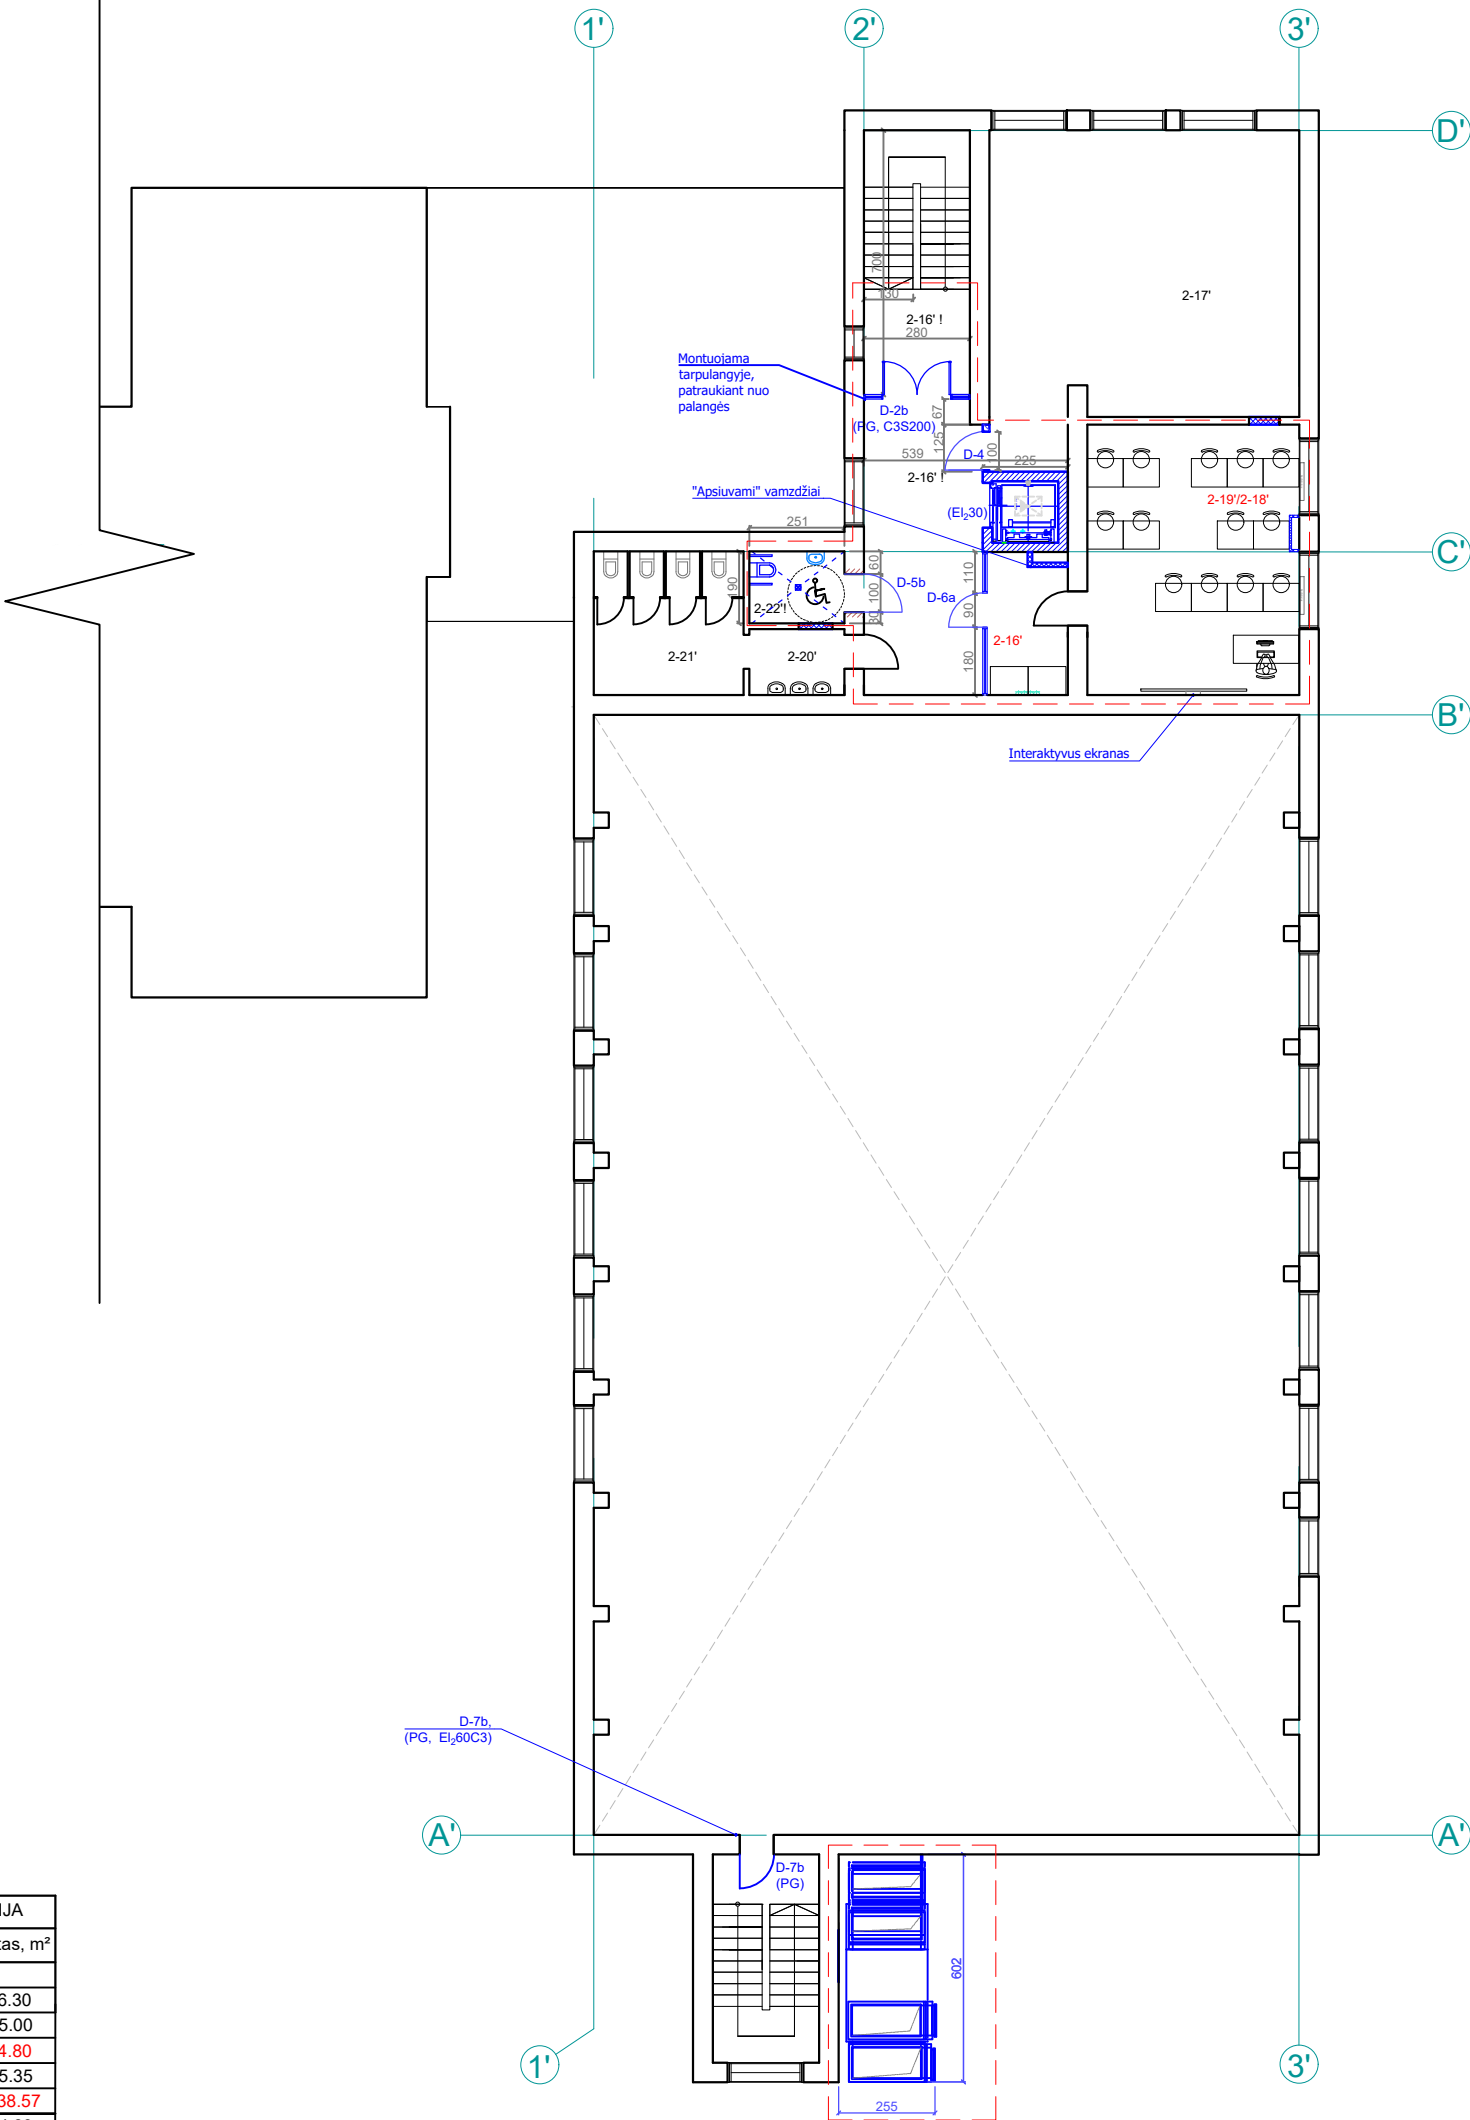 1'
2'
3'
D'
700
130
2-16' !
280
2-17'
Montuojama
tarpulangyje,
patraukiant nuo
palangės
D-2b
(PG, C3S200)
67
125
100
539
D-4
225
2-16' !
"Apsiuvami" vamzdžiai
(EI₂30)
2-19'/2-18'
251
C'
190
60
100
30
D-5b
D-6a
110
90
180
2-22'!
2-16'
2-21'
2-20'
B'
Interaktyvus ekranas
D-7b,
(PG, EI₂60C3)
A'
A'
D-7b
(PG)
602
255
1'
3'
IJA
tas, m²
6.30
5.00
4.80
5.35
38.57